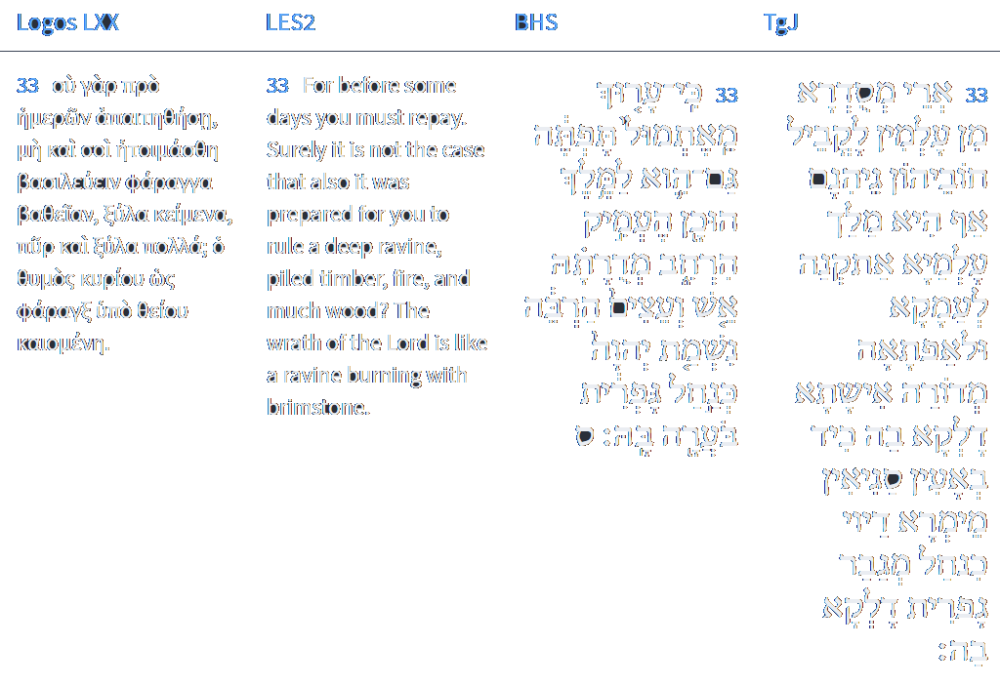 Logos LXX
LES2
BHS
TgJ
33 οὐ γὰρ πρὸ
ἡμερῶν ἀπαιτηθήσῃ,
μὴ καὶ σοὶ ἡτοιμάσθη
βασιλεύειν φάραγγα
βαθεῖαν, ξύλα κείμενα,
πῦρ καὶ ξύλα πολλά; ὁ
θυμὸς κυρίου ὡς
φάραγξ ὑπὸ θείου
καιομένη.
33 For before some
days you must repay.
Surely it is not the case
that also it was
prepared for you to
rule a deep ravine,
piled timber, fire, and
much wood? The
wrath of the Lord is like
a ravine burning with
brimstone.
33 כִּֽי־עָר֤וּךְ
מֵֽאֶתְמוּל֙ תָּפְתֶּ֔ה
גַּם־ה֛וּא לַמֶּ֥לֶךְ
הוּכָ֖ן הֶעְמִ֣יק
הִרְחִ֑ב מְדֻרָתָ֗הּ
אֵ֤שׁ וְעֵצִים֙ הַרְבֵּ֔ה
נִשְׁמַ֤ת יְהוָה֙
כְּנַ֣חַל גָּפְרִ֔ית
בֹּעֲרָ֖ה בָּֽהּ׃ ס
33 אֲרֵי מְסָדְרָא
מִן עָלְמִין לָקֳבֵיל
חוֹבֵיהוֹן גֵיהִנָם
אַף הִיא מַלֵך
עָלְמַיָא אַתקְנַה
לְעַמָקָא
וּלאַפתָאָה
מְדוֹרַה אִישָתָא
דָלְקָא בַה כְיַד
בְאָעִין סַגִיאִין
מֵימְרָא דַיוי
כְנַחַל מְגַבַר
גָפרִית דָלְקָא
בַה׃